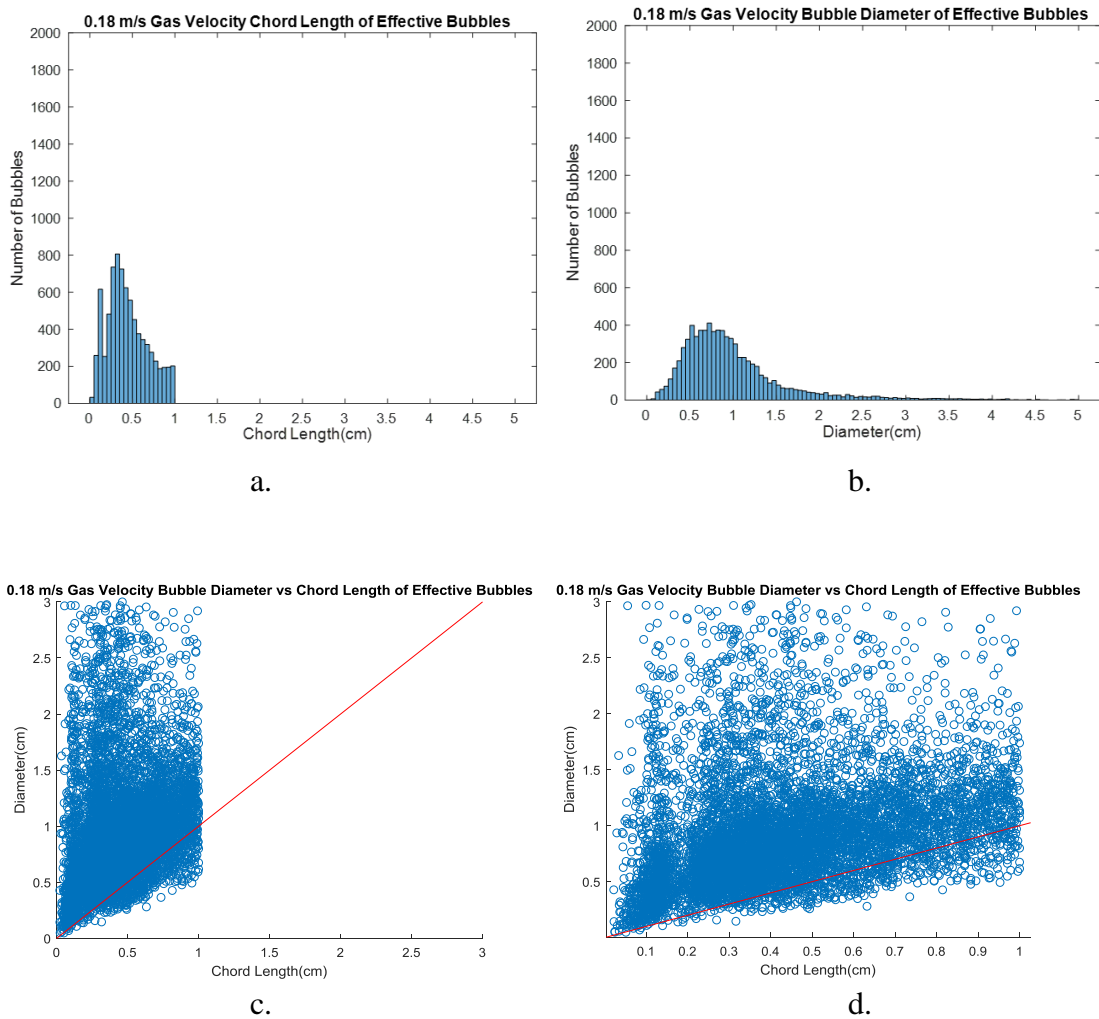 0.18 m/s Gas Velocity Chord Length of Effective Bubbles
2000
1800
1600
1400
1200
1000
800
600
400
200
0
Number of Bubbles
0 0.5 1 1.5 2 2.5 3 3.5 4 4.5 5
Chord Length(cm)
a.
0.18 m/s Gas Velocity Bubble Diameter of Effective Bubbles
2000
1800
1600
1400
1200
1000
800
600
400
200
0
Number of Bubbles
0 0.5 1 1.5 2 2.5 3 3.5 4 4.5 5
Diameter(cm)
b.
0.18 m/s Gas Velocity Bubble Diameter vs Chord Length of Effective Bubbles
3
2.5
2
1.5
1
0.5
0
Diameter(cm)
0 0.5 1 1.5 2 2.5 3
Chord Length(cm)
c.
0.18 m/s Gas Velocity Bubble Diameter vs Chord Length of Effective Bubbles
3
2.5
2
1.5
1
0.5
Diameter(cm)
0.1 0.2 0.3 0.4 0.5 0.6 0.7 0.8 0.9 1
Chord Length(cm)
d.